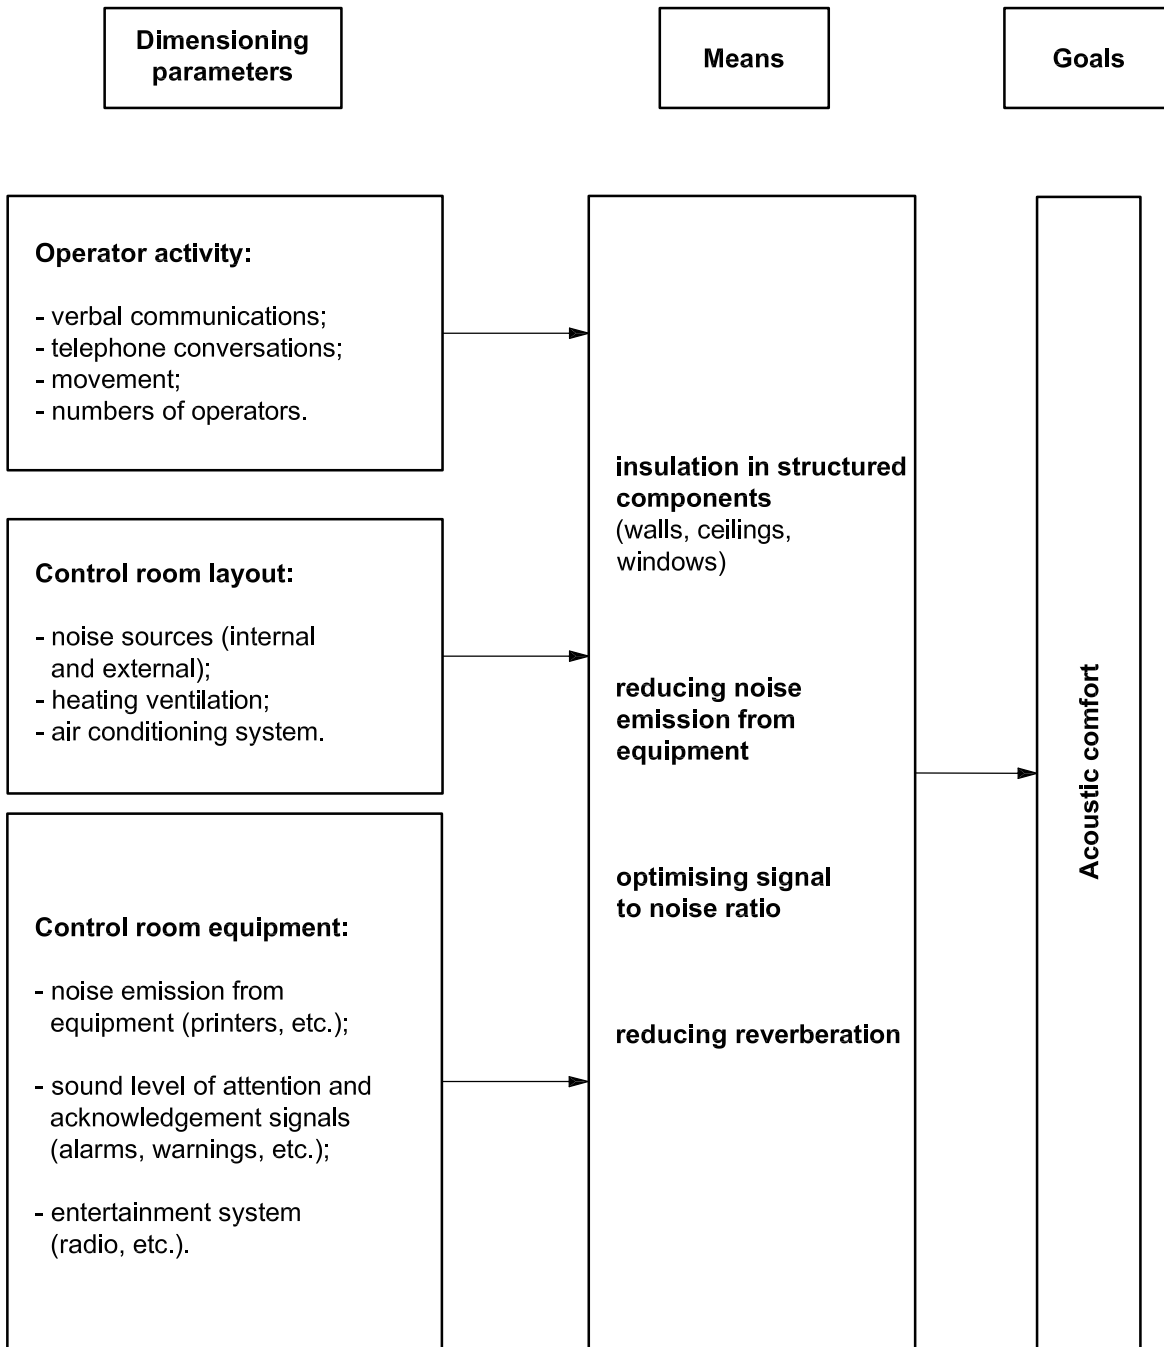 Dimensioning
parameters
Means
Goals
Operator activity:
- verbal communications;
- telephone conversations;
- movement;
- numbers of operators.
Control room layout:
- noise sources (internal
and external);
- heating ventilation;
- air conditioning system.
Control room equipment:
- noise emission from
equipment (printers, etc.);
- sound level of attention and
acknowledgement signals
(alarms, warnings, etc.);
- entertainment system
(radio, etc.).
insulation in structured
components
(walls, ceilings,
windows)
reducing noise
emission from
equipment
optimising signal
to noise ratio
reducing reverberation
Acoustic comfort